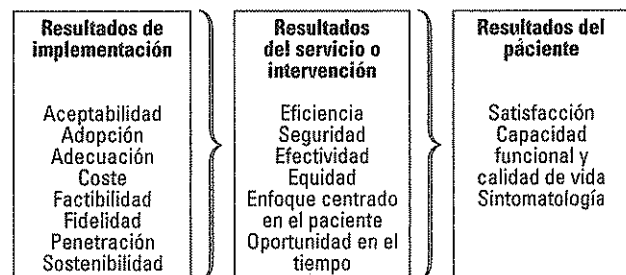 Resultados de
implementación
Aceptabilidad
Adopción
Adecuación
Coste
Factibilidad
Fidelidad
Penetración
Sostenibilidad
Resultados
del servicio o
intervención
Eficiencia
Seguridad
Efectividad
Equidad
Enfoque centrado
en el paciente
Oportunidad en el
tiempo
Resultados del
páciente
Satisfacción
Capacidad
funcional y
calidad de vida
Sintomatología